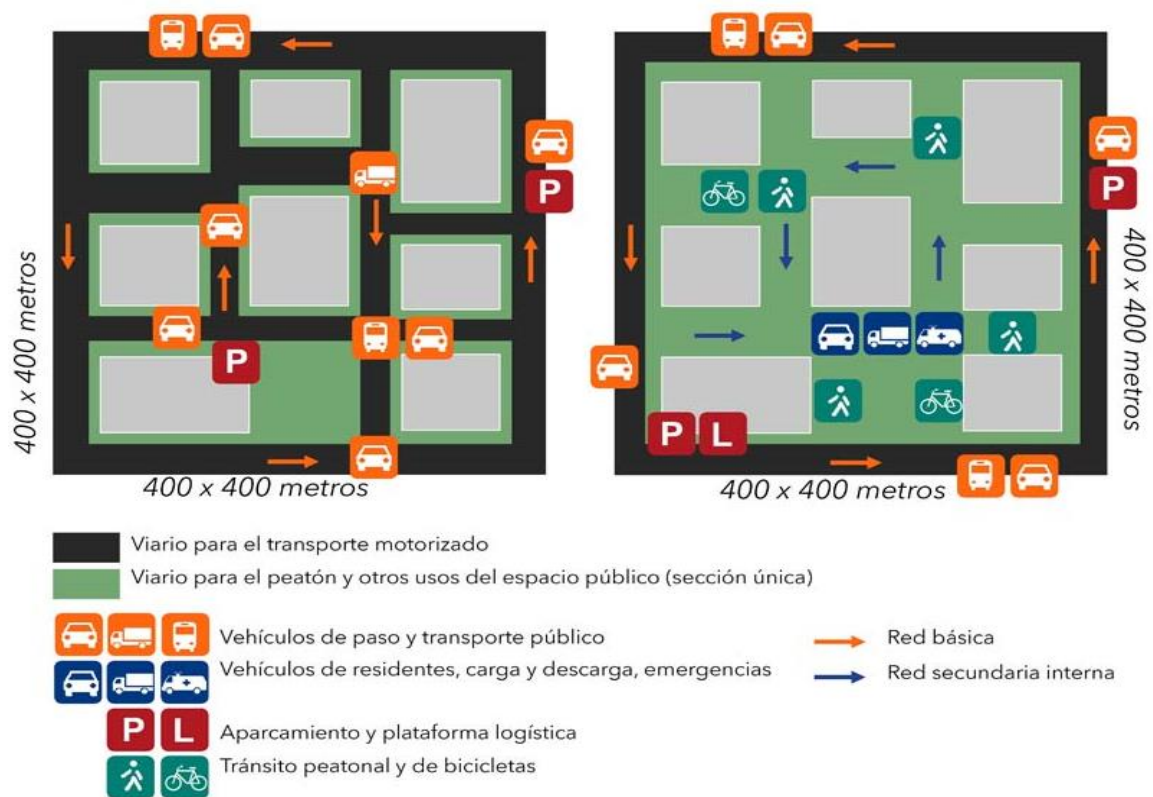 P
P
400 x 400 metros
P
400 x 400 metros
P
P L
400 x 400 metros
400 x 400 metros
Viario para el transporte motorizado
Viario para el peatón y otros usos del espacio público (sección única)
Vehículos de paso y transporte público
Red básica
Vehículos de residentes, carga y descarga, emergencias
Red secundaria interna
P L
Aparcamiento y plataforma logística
Tránsito peatonal y de bicicletas